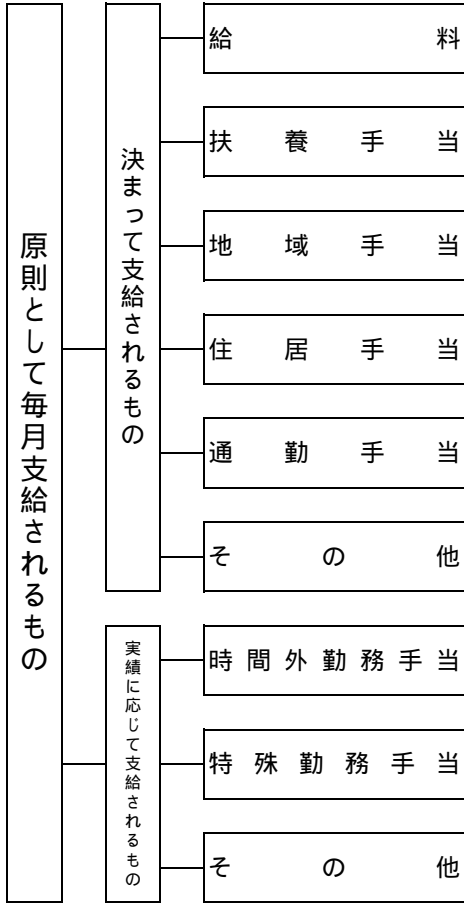 原則として毎月支給されるもの
決まって支給されるもの
給料
扶養手当
地域手当
住居手当
通勤手当
その他
実績に応じて支給されるもの
時間外勤務手当
特殊勤務手当
その他